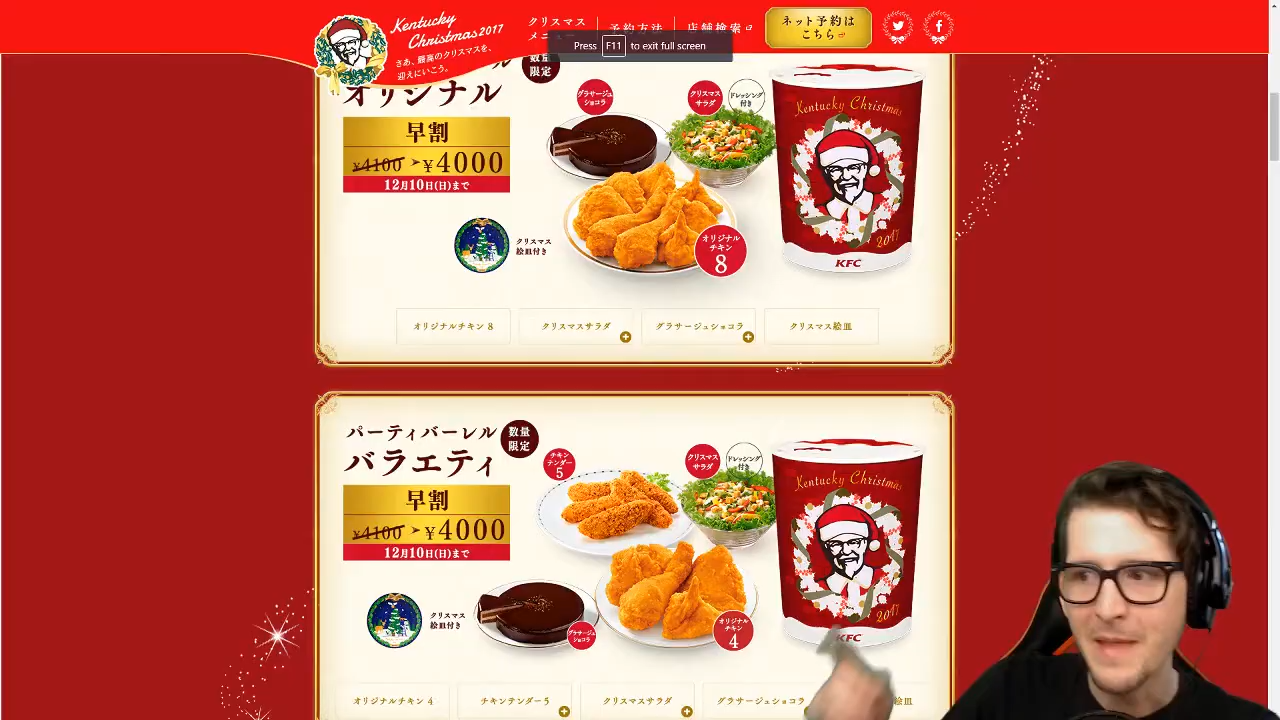 Kentucky
Christmas 2017
さあ、最高のクリスマスを、
迎えにいこう。
クリスマス
メニュー
予約方法
店舗検索
ネット予約は
こちら
Press F11 to exit full screen
オリジナル
数量
限定
早割
¥4100 ➤ ¥4000
12月10日(日)まで
クリスマス
絵皿付き
グラサージュ
ショコラ
クリスマス
サラダ
ドレッシング
付き
オリジナル
チキン
8
Kentucky Christmas
2017
KFC
オリジナルチキン 8
クリスマスサラダ
グラサージュショコラ
クリスマス絵皿
パーティバーレル
バラエティ
数量
限定
早割
¥4100 ➤ ¥4000
12月10日(日)まで
クリスマス
絵皿付き
チキン
テンダー
5
クリスマス
サラダ
ドレッシング
付き
グラサージュ
ショコラ
オリジナル
チキン
4
Kentucky Christmas
2017
KFC
オリジナルチキン 4
チキンテンダー 5
クリスマスサラダ
グラサージュショコラ
絵皿